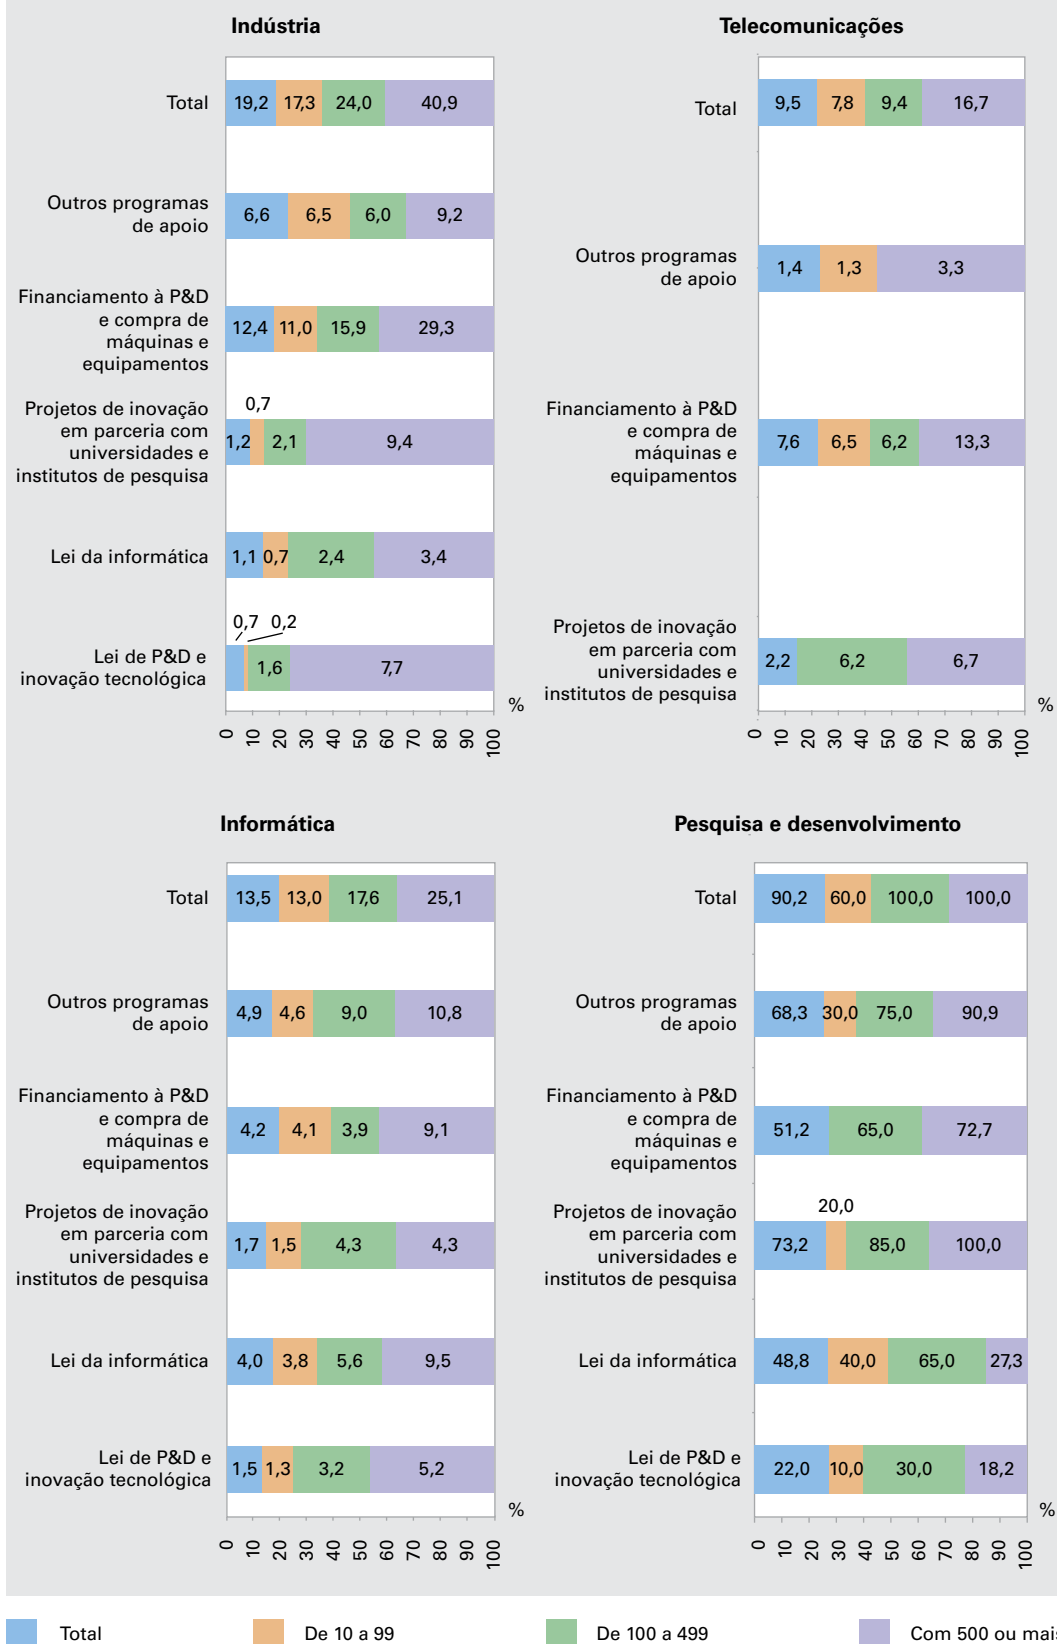 Indústria
Total
19,2 17,3 24,0 40,9
Outros programas
de apoio
6,6 6,5 6,0 9,2
Financiamento à P&D
e compra de
máquinas e
equipamentos
12,4 11,0 15,9 29,3
0,7
Projetos de inovação
em parceria com
universidades e
institutos de pesquisa
1,2 2,1 9,4
Lei da informática
1,1 0,7 2,4 3,4
0,7 0,2
Lei de P&D e
inovação tecnológica
1,6 7,7
%
0 10 20 30 40 50 60 70 80 90 100
Telecomunicações
Total
9,5 7,8 9,4 16,7
Outros programas
de apoio
1,4 1,3 3,3
Financiamento à P&D
e compra de
máquinas e
equipamentos
7,6 6,5 6,2 13,3
Projetos de inovação
em parceria com
universidades e
institutos de pesquisa
2,2 6,2 6,7
%
0 10 20 30 40 50 60 70 80 90 100
Informática
Total
13,5 13,0 17,6 25,1
Outros programas
de apoio
4,9 4,6 9,0 10,8
Financiamento à P&D
e compra de
máquinas e
equipamentos
4,2 4,1 3,9 9,1
Projetos de inovação
em parceria com
universidades e
institutos de pesquisa
1,7 1,5 4,3 4,3
Lei da informática
4,0 3,8 5,6 9,5
Lei de P&D e
inovação tecnológica
1,5 1,3 3,2 5,2
%
0 10 20 30 40 50 60 70 80 90 100
Pesquisa e desenvolvimento
Total
90,2 60,0 100,0 100,0
Outros programas
de apoio
68,3 30,0 75,0 90,9
Financiamento à P&D
e compra de
máquinas e
equipamentos
51,2 65,0 72,7
20,0
Projetos de inovação
em parceria com
universidades e
institutos de pesquisa
73,2 85,0 100,0
Lei da informática
48,8 40,0 65,0 27,3
Lei de P&D e
inovação tecnológica
22,0 10,0 30,0 18,2
%
0 10 20 30 40 50 60 70 80 90 100
Total De 10 a 99 De 100 a 499 Com 500 ou mais